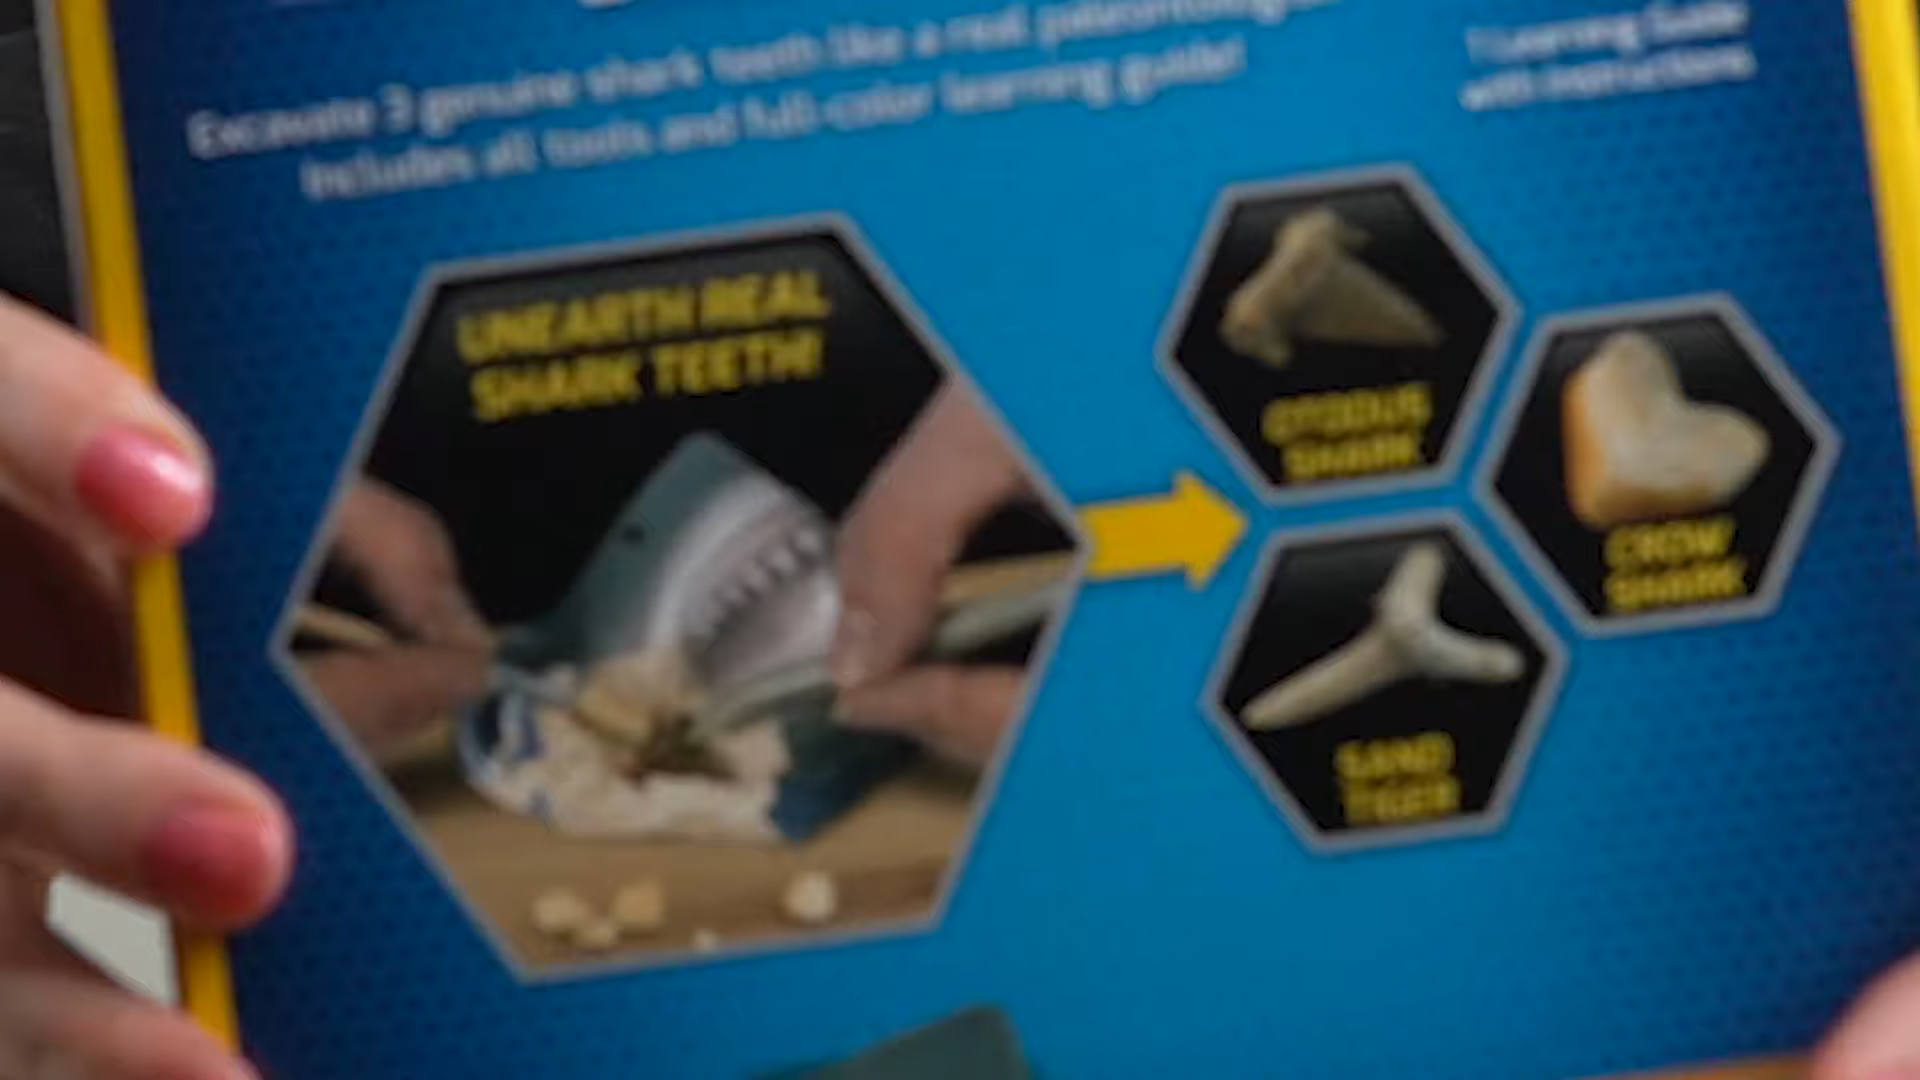 Excavate 3 genuine shark teeth like a real
Includes all tools and full-color learning guide!
1 Learning Guide
with instructions
UNEARTH REAL
SHARK TEETH!
OTODUS
SHARK
CROW
SHARK
SAND
TIGER